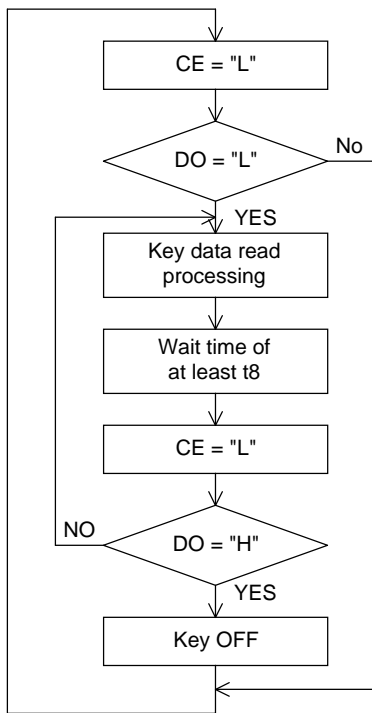 CE = "L"
DO = "L"
No
YES
Key data read
processing
Wait time of
at least t8
CE = "L"
DO = "H"
NO
YES
Key OFF